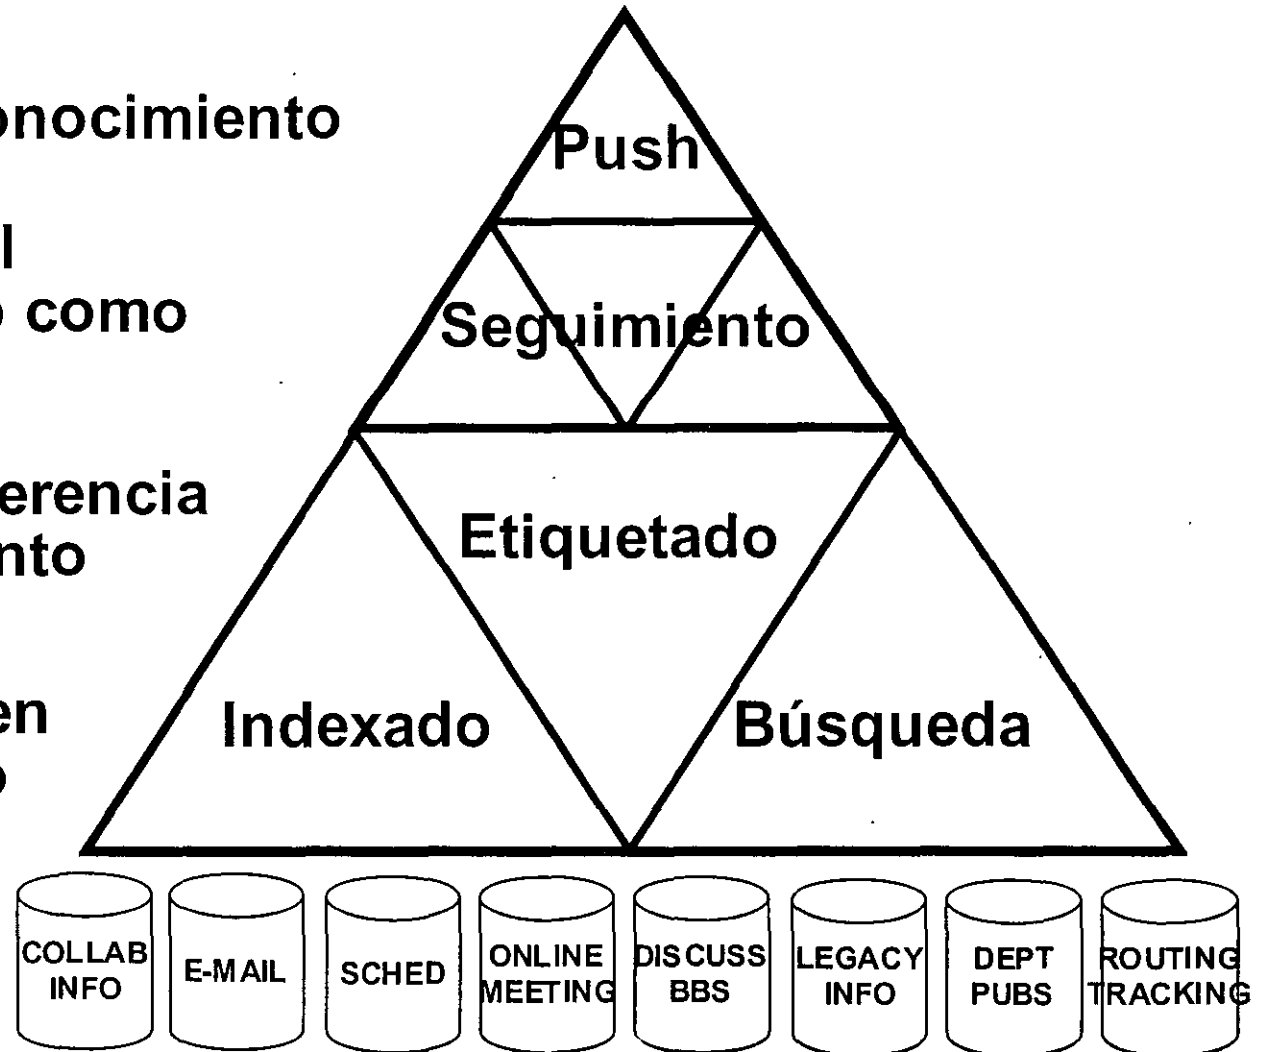 onocimiento
l
o como
erencia
nto
en
o
Push
Seguimiento
Etiquetado
Indexado
Búsqueda
COLLAB
INFO
E-MAIL
SCHED
ONLINE
MEETING
DISCUSS
BBS
LEGACY
INFO
DEPT
PUBS
ROUTING
TRACKING